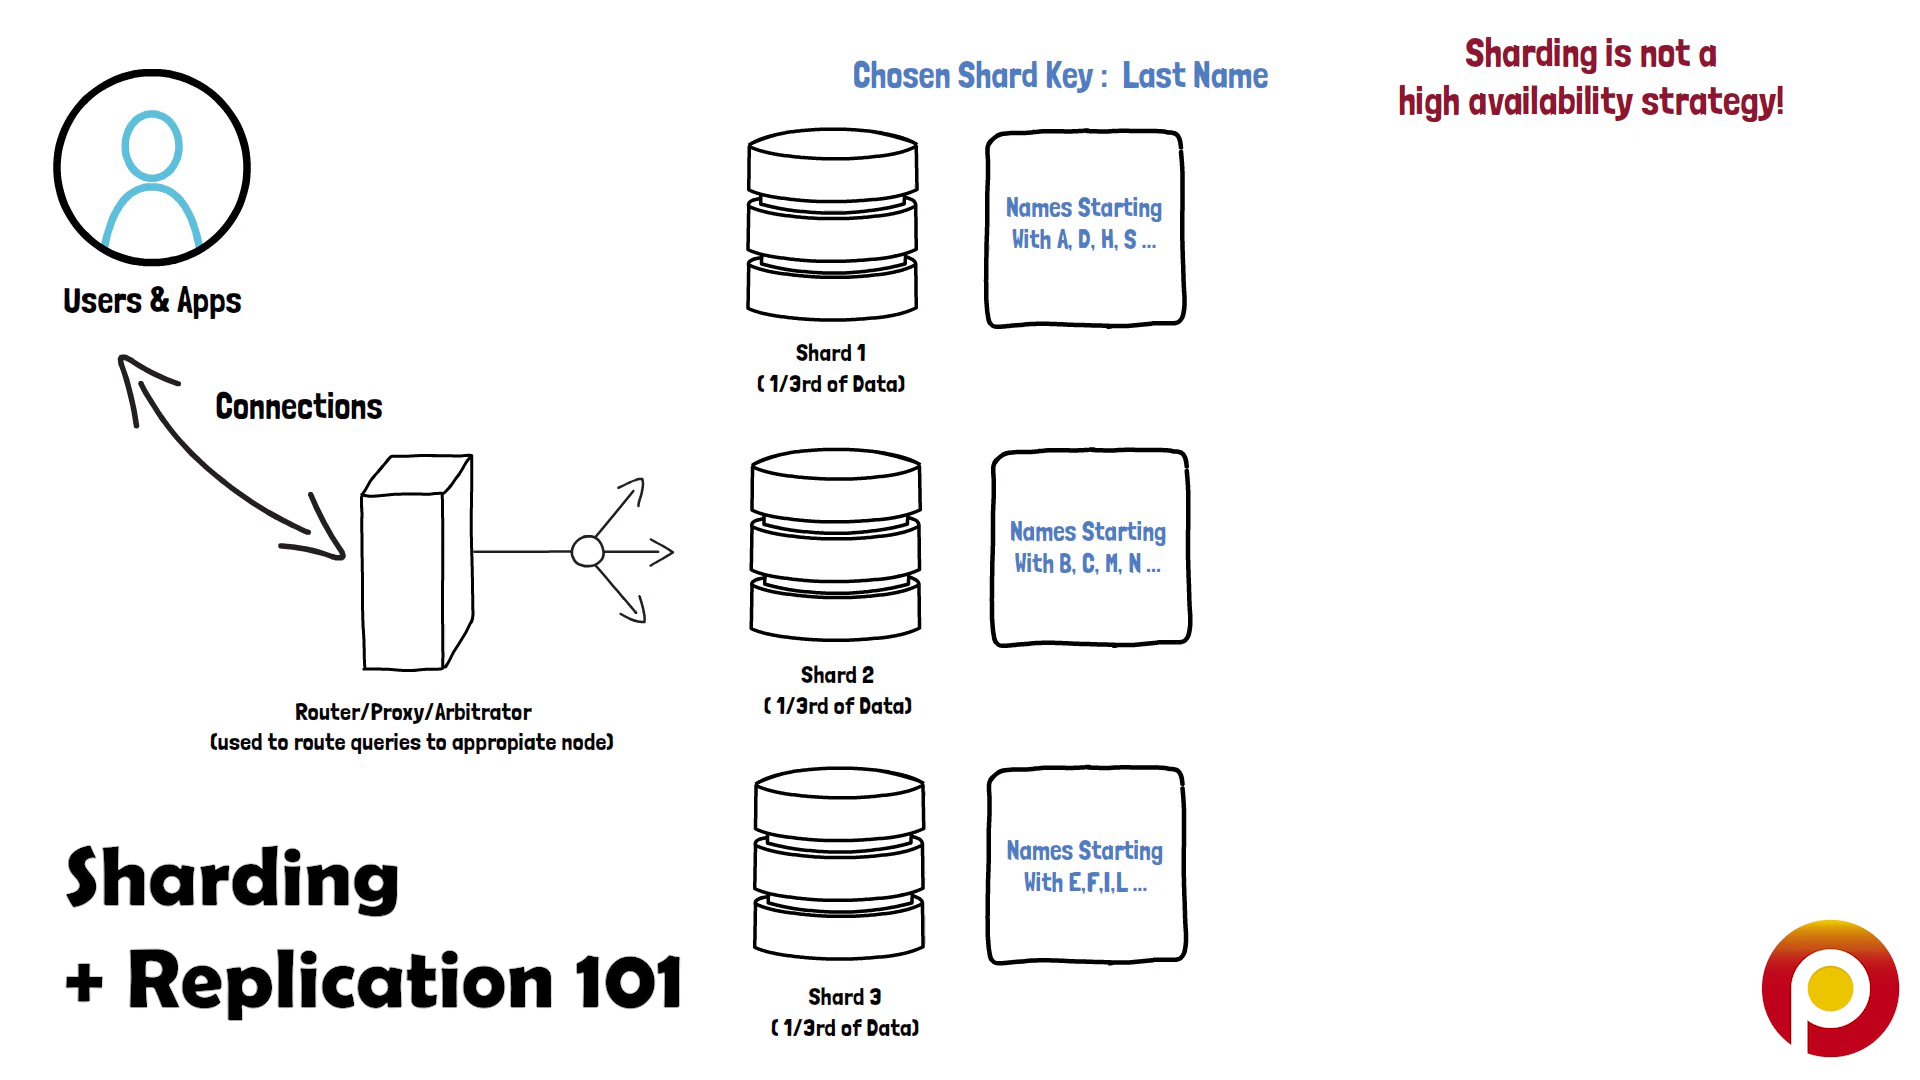 Chosen Shard Key : Last Name
Sharding is not a
high availability strategy!
Users & Apps
Connections
Router/Proxy/Arbitrator
(used to route queries to appropiate node)
Names Starting
With A, D, H, S ...
Shard 1
( 1/3rd of Data)
Names Starting
With B, C, M, N ...
Shard 2
( 1/3rd of Data)
Names Starting
With E,F,I,L ...
Shard 3
( 1/3rd of Data)
Sharding
+ Replication 101